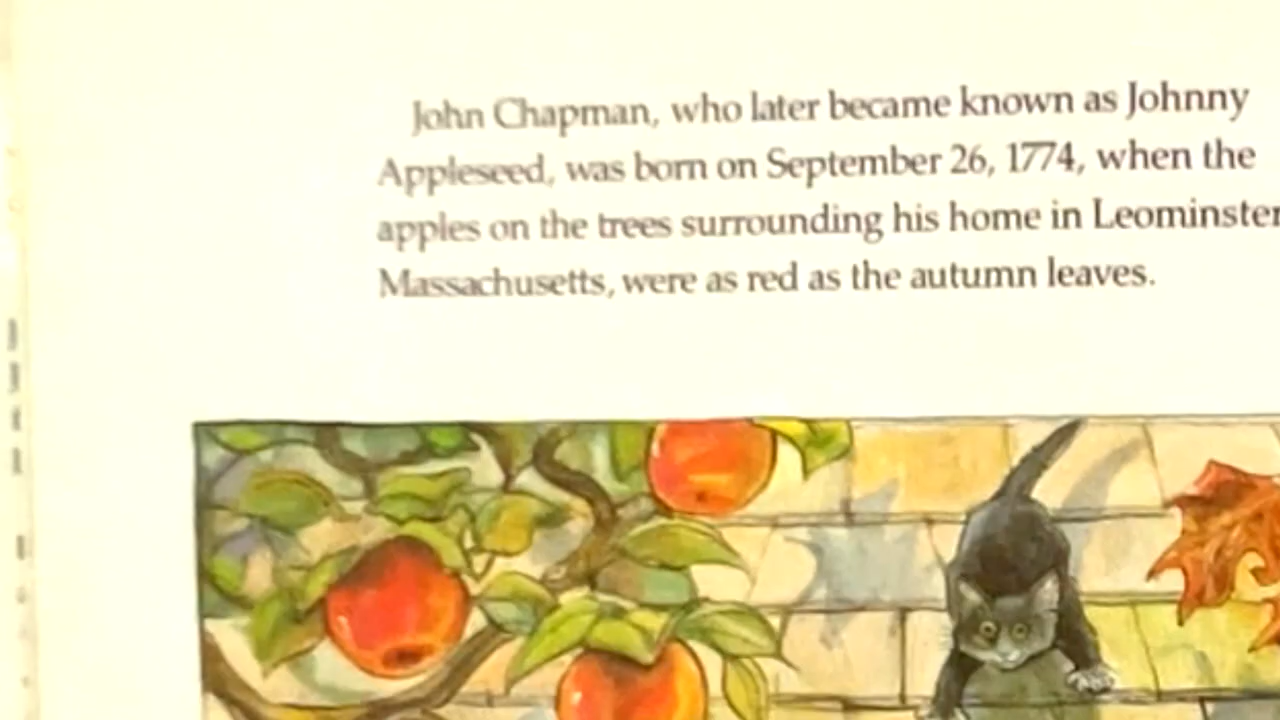 John Chapman, who later became known as Johnny
Appleseed, was born on September 26, 1774, when the
apples on the trees surrounding his home in Leominster
Massachusetts, were as red as the autumn leaves.